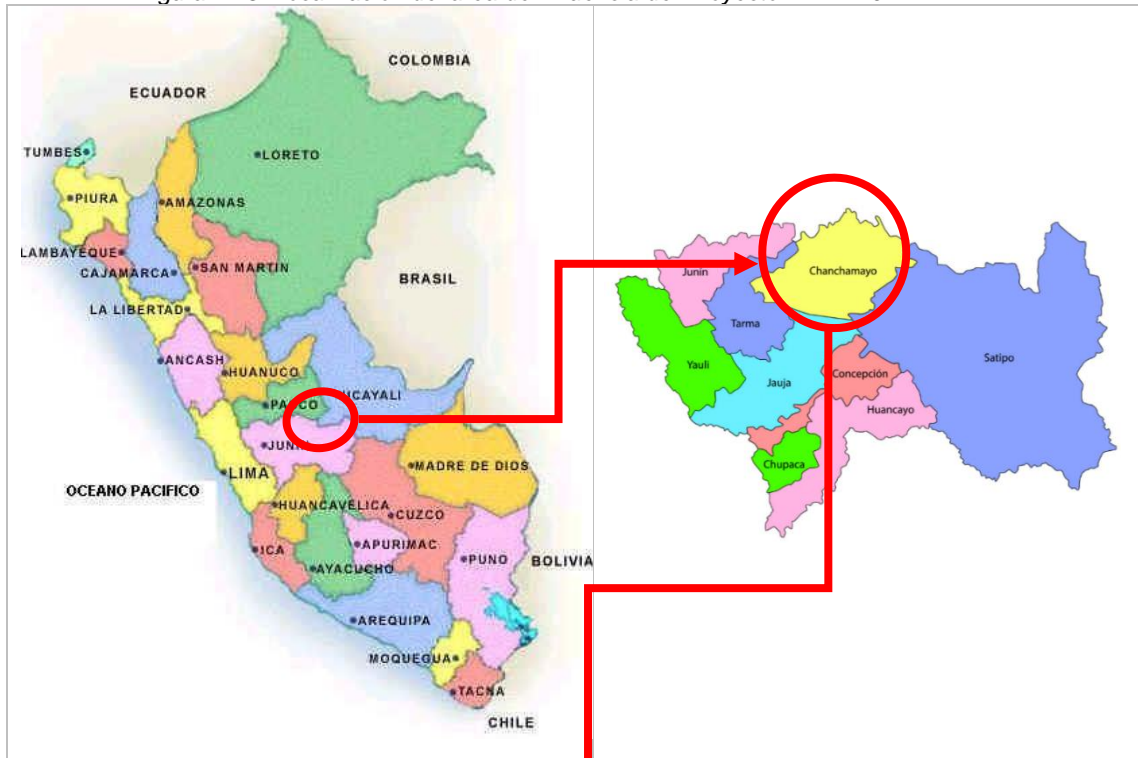 COLOMBIA
ECUADOR
TUMBES
LORETO
PIURA
AMAZONAS
LAMBAYEQUE
SAN MARTIN
CAJAMARCA
BRASIL
LA LIBERTAD
ANCASH
HUANUCO
UCAYALI
PASCO
JUNIN
LIMA
MADRE DE DIOS
OCEANO PACIFICO
HUANCAVELICA
CUZCO
ICA
APURIMAC
PUNO
BOLIVIA
AYACUCHO
AREQUIPA
MOQUEGUA
TACNA
CHILE
Junín
Chanchamayo
Tarma
Yauli
Satipo
Jauja
Concepción
Huancayo
Chupaca